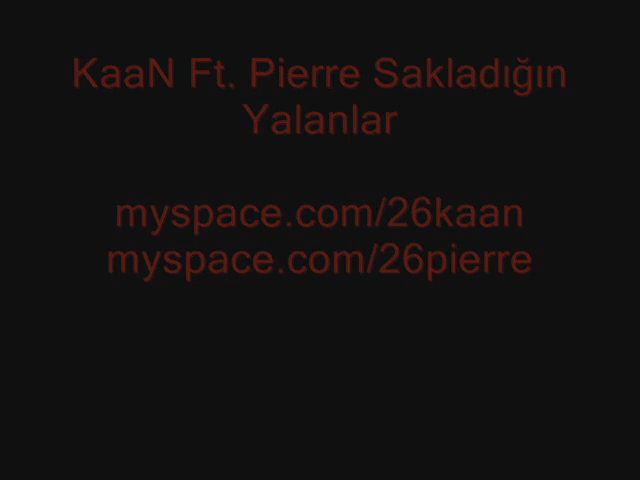 KaaN Ft. Pierre Sakladığın
Yalanlar
myspace.com/26kaan
myspace.com/26pierre